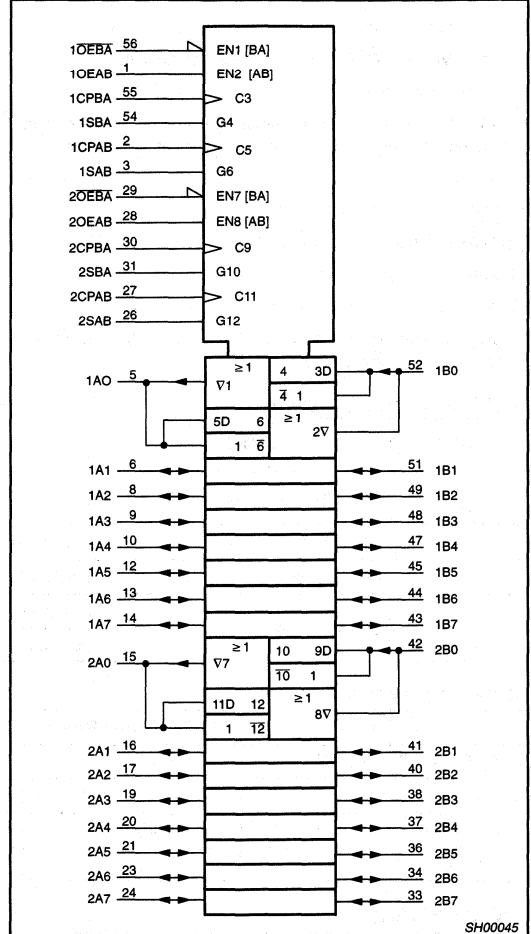 1O̅E̅B̅A̅ 56 EN1 [BA]
1OEAB 1 EN2 [AB]
1CPBA 55 C3
1SBA 54 G4
1CPAB 2 C5
1SAB 3 G6
2O̅E̅B̅A̅ 29 EN7 [BA]
2OEAB 28 EN8 [AB]
2CPBA 30 C9
2SBA 31 G10
2CPAB 27 C11
2SAB 26 G12
1AO 5 ≥1 ∇1 4 3D 52 1B0
4̅ 1
5D 6 ≥1 2∇
1 6̅
1A1 6 51 1B1
1A2 8 49 1B2
1A3 9 48 1B3
1A4 10 47 1B4
1A5 12 45 1B5
1A6 13 44 1B6
1A7 14 43 1B7
2A0 15 ≥1 ∇7 10 9D 42 2B0
1̅0̅ 1
11D 12 ≥1 8∇
1 1̅2̅
2A1 16 41 2B1
2A2 17 40 2B2
2A3 19 38 2B3
2A4 20 37 2B4
2A5 21 36 2B5
2A6 23 34 2B6
2A7 24 33 2B7
SH00045